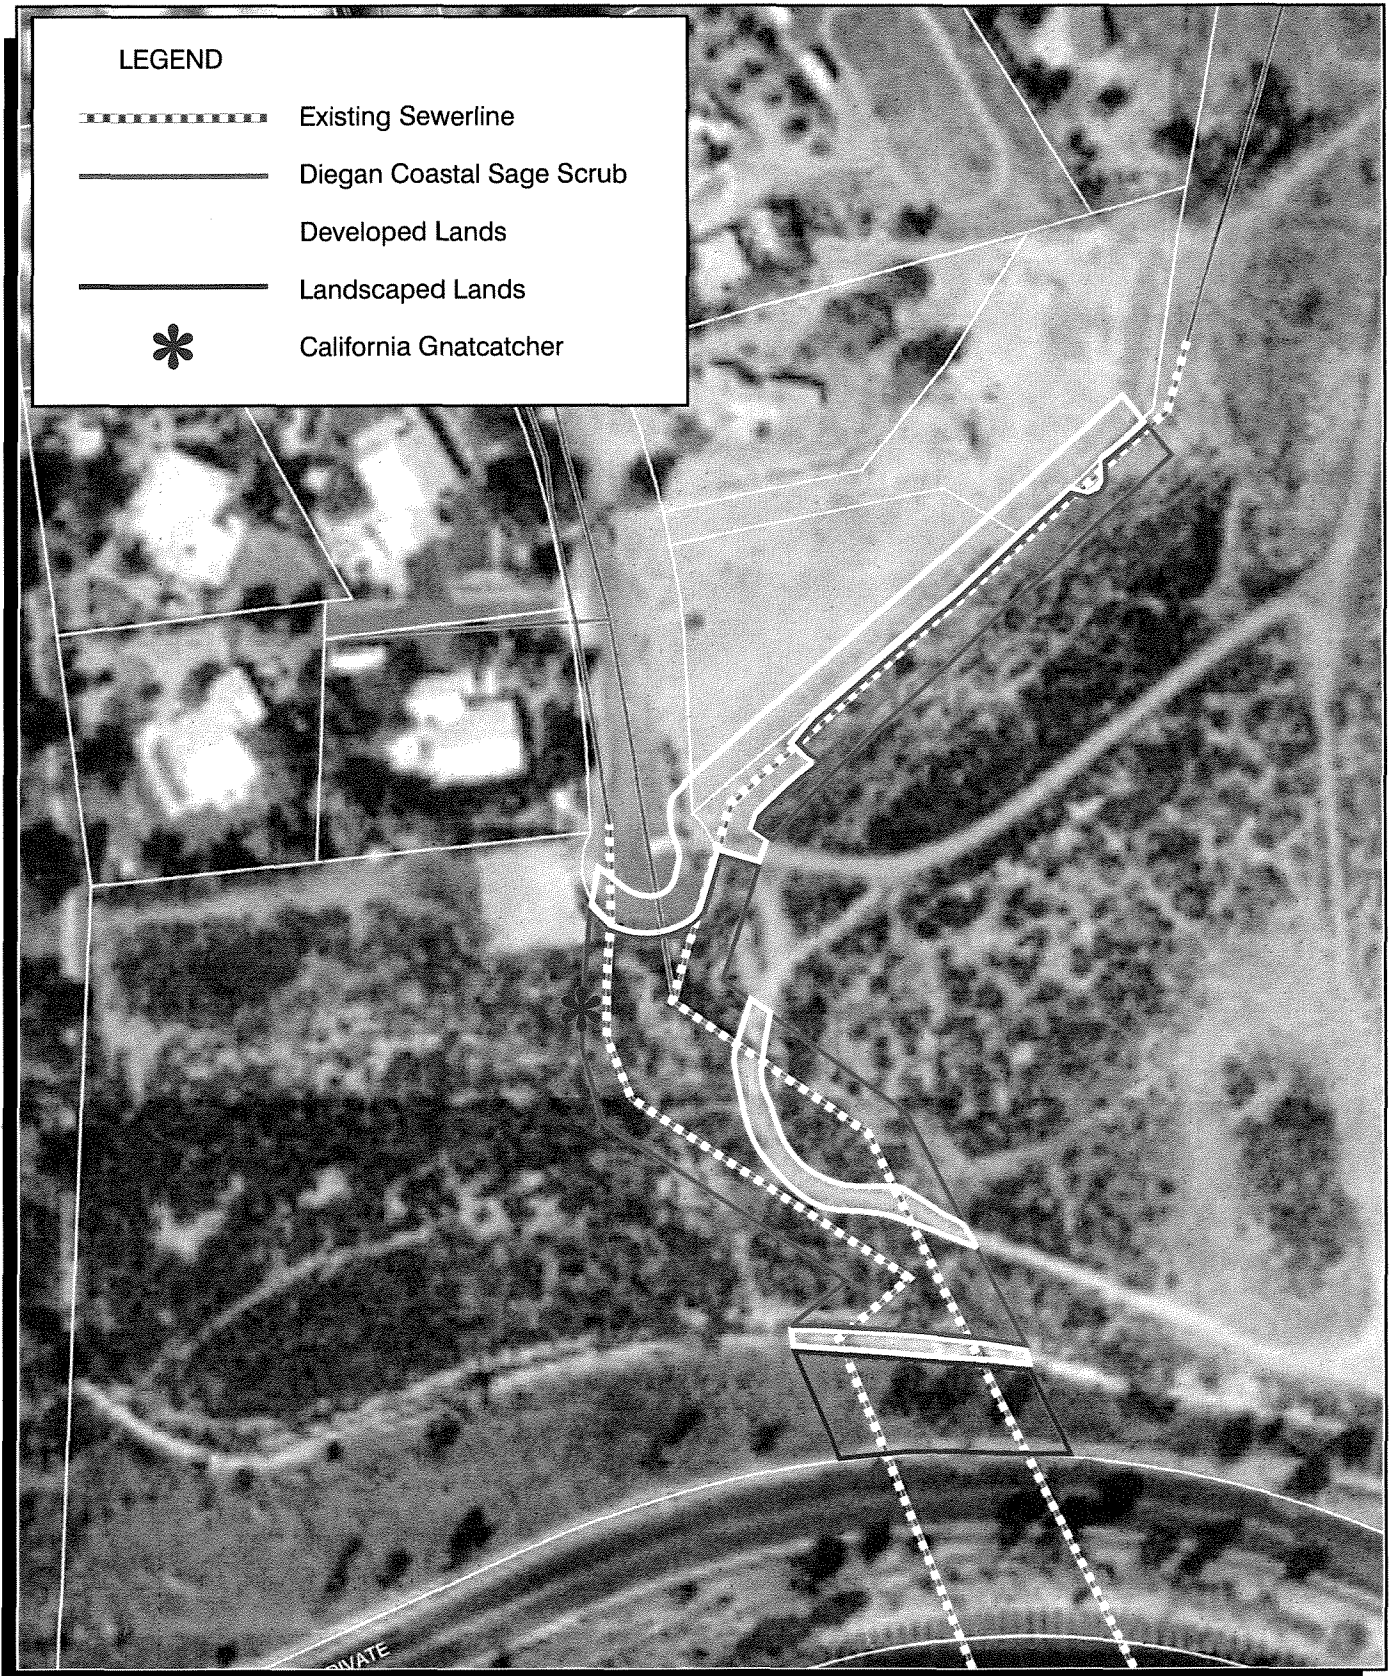 LEGEND
Existing Sewerline
Diegan Coastal Sage Scrub
Developed Lands
Landscaped Lands
California Gnatcatcher